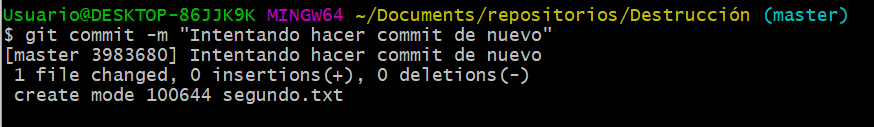 Usuario@DESKTOP-86JJK9K MINGW64 ~/Documents/repositorios/Destrucción (master)
$ git commit -m "Intentando hacer commit de nuevo"
[master 3983680] Intentando hacer commit de nuevo
 1 file changed, 0 insertions(+), 0 deletions(-)
 create mode 100644 segundo.txt